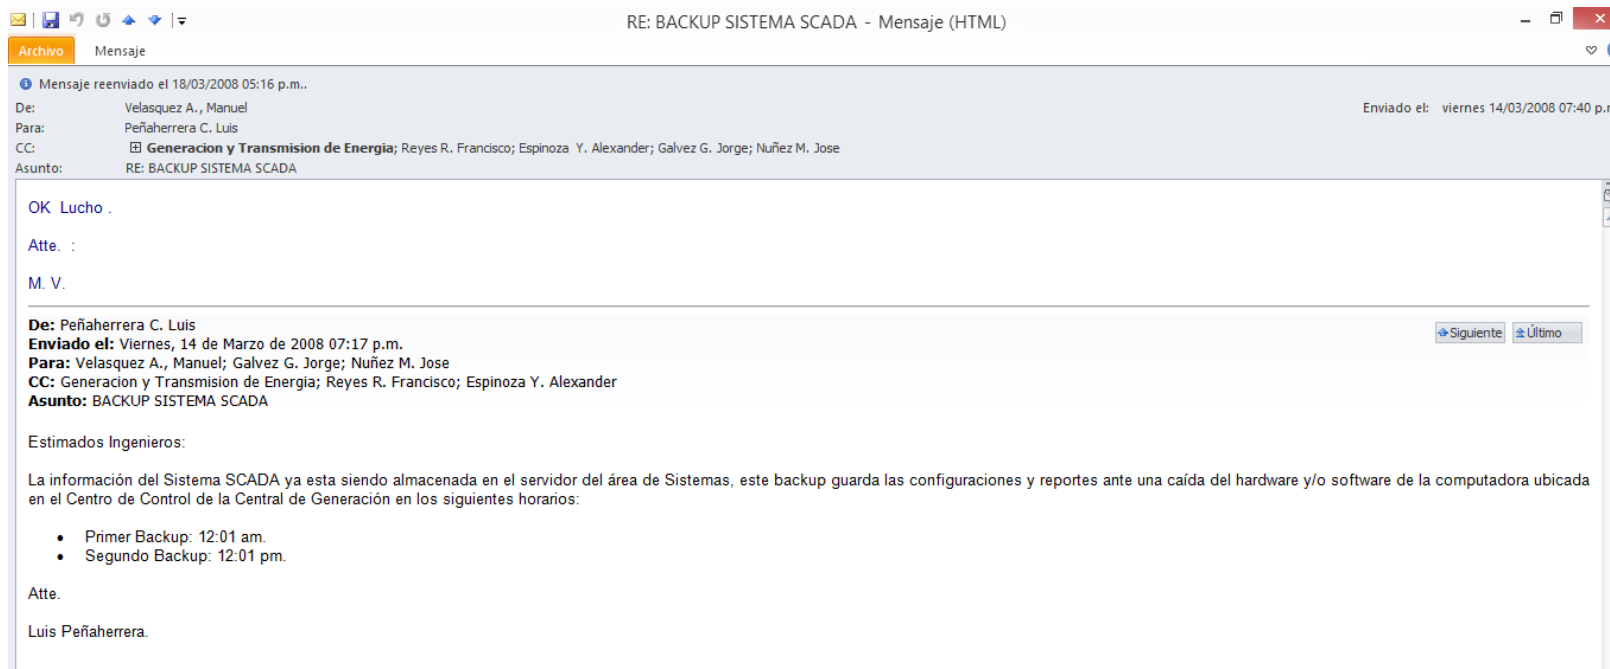 RE: BACKUP SISTEMA SCADA - Mensaje (HTML)
Archivo Mensaje
Mensaje reenviado el 18/03/2008 05:16 p.m..
De: Velasquez A., Manuel Enviado el: viernes 14/03/2008 07:40 p.
Para: Peñaherrera C. Luis
CC: Generacion y Transmision de Energia; Reyes R. Francisco; Espinoza Y. Alexander; Galvez G. Jorge; Nuñez M. Jose
Asunto: RE: BACKUP SISTEMA SCADA
OK Lucho .
Atte. :
M. V.
De: Peñaherrera C. Luis
Siguiente Último
Enviado el: Viernes, 14 de Marzo de 2008 07:17 p.m.
Para: Velasquez A., Manuel; Galvez G. Jorge; Nuñez M. Jose
CC: Generacion y Transmision de Energia; Reyes R. Francisco; Espinoza Y. Alexander
Asunto: BACKUP SISTEMA SCADA
Estimados Ingenieros:
La información del Sistema SCADA ya esta siendo almacenada en el servidor del área de Sistemas, este backup guarda las configuraciones y reportes ante una caída del hardware y/o software de la computadora ubicada
en el Centro de Control de la Central de Generación en los siguientes horarios:
• Primer Backup: 12:01 am.
• Segundo Backup: 12:01 pm.
Atte.
Luis Peñaherrera.